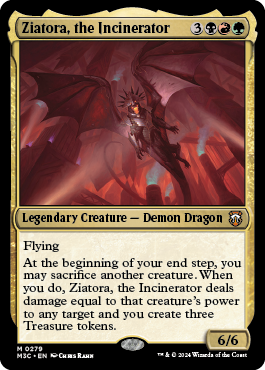 Ziatora, the Incinerator 3
Legendary Creature — Demon Dragon
Flying
At the beginning of your end step, you
may sacrifice another creature. When
you do, Ziatora, the Incinerator deals
damage equal to that creature's power
to any target and you create three
Treasure tokens.
6/6
M 0279
M3C • EN Chris Rahn
™ & © 2024 Wizards of the Coast